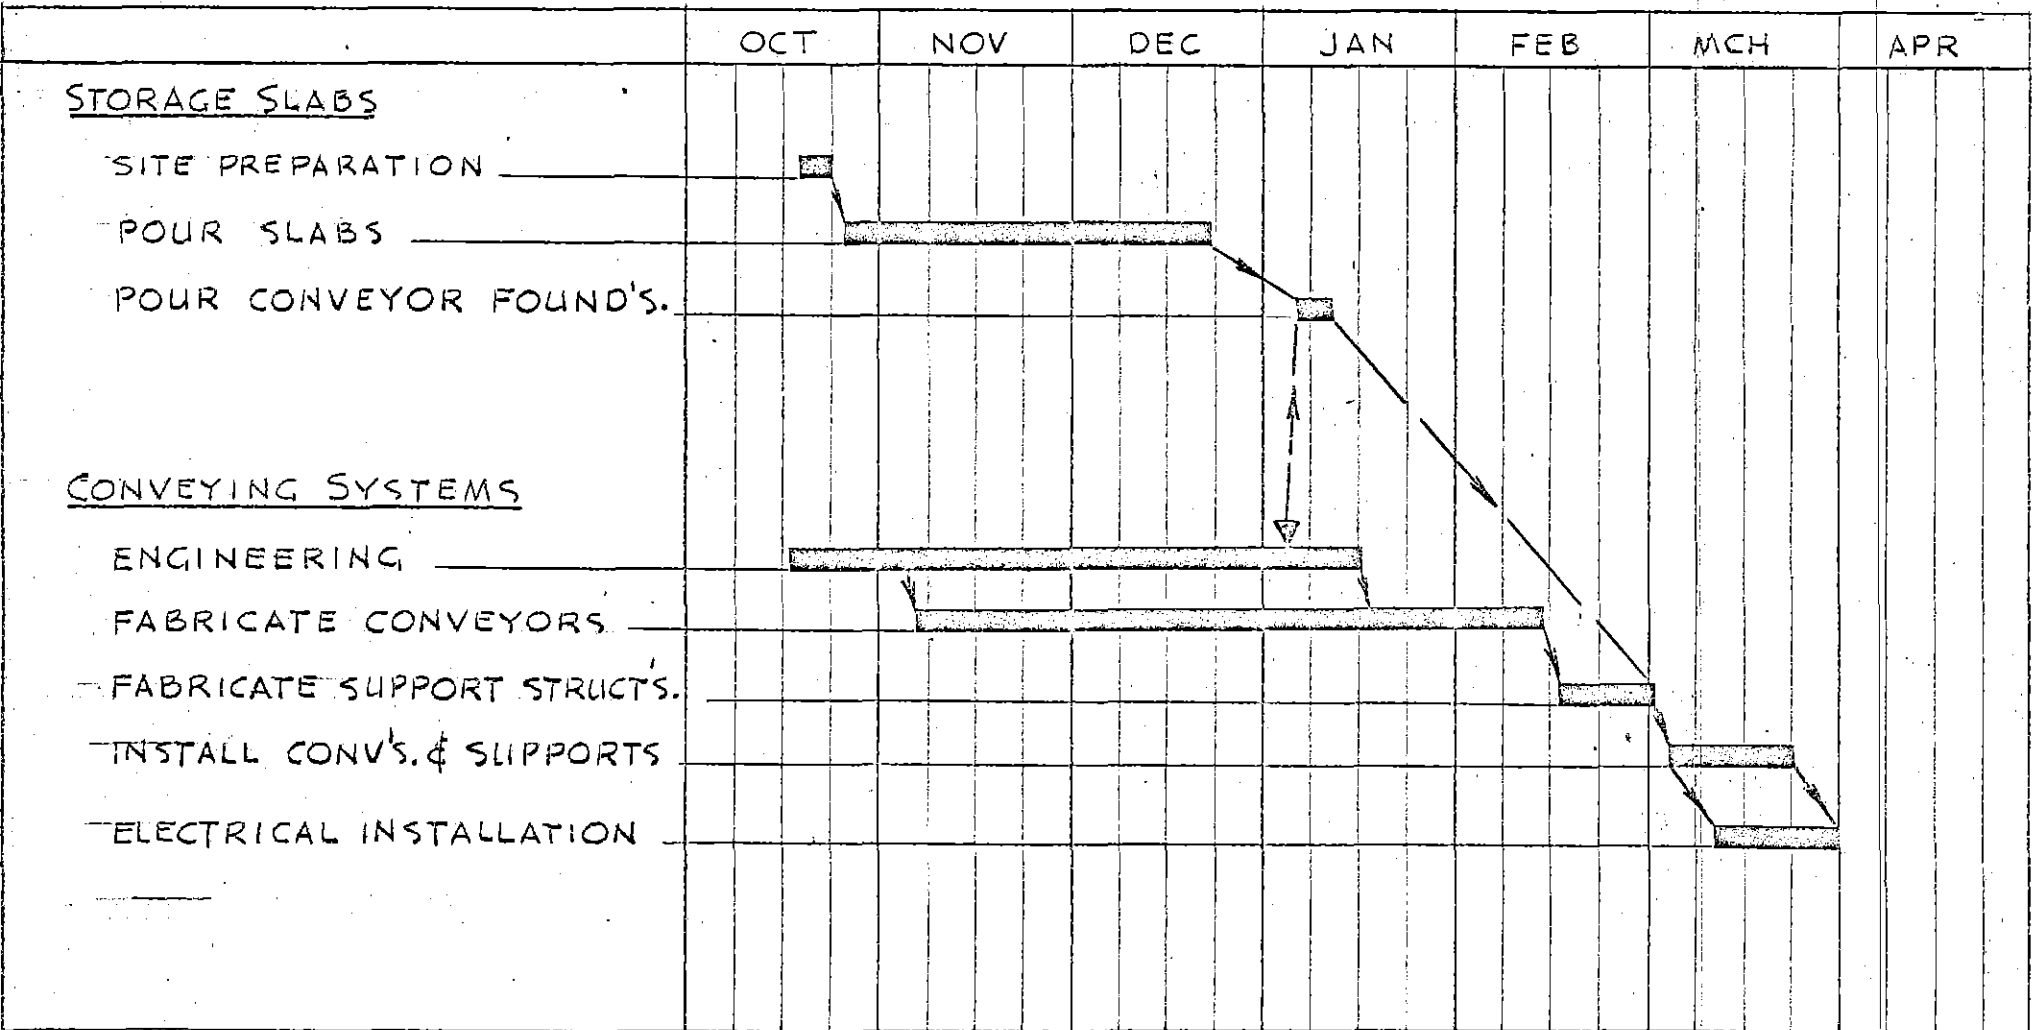 OCT NOV DEC JAN FEB MCH APR
STORAGE SLABS
SITE PREPARATION
POUR SLABS
POUR CONVEYOR FOUND'S.
CONVEYING SYSTEMS
ENGINEERING
FABRICATE CONVEYORS
FABRICATE SUPPORT STRUCT'S.
INSTALL CONV'S. & SUPPORTS
ELECTRICAL INSTALLATION